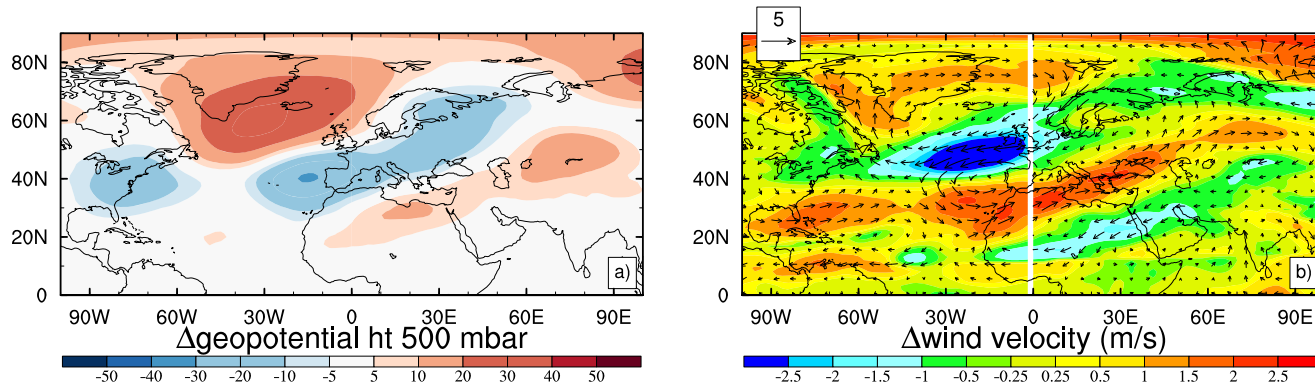 80N
60N
40N
20N
0
90W 60W 30W 0 30E 60E 90E
a)
Δgeopotential ht 500 mbar
-50 -40 -30 -20 -10 -5 5 10 20 30 40 50
5
80N
60N
40N
20N
0
90W 60W 30W 0 30E 60E 90E
b)
Δwind velocity (m/s)
-2.5 -2 -1.5 -1 -0.5 -0.25 0.25 0.5 1 1.5 2 2.5